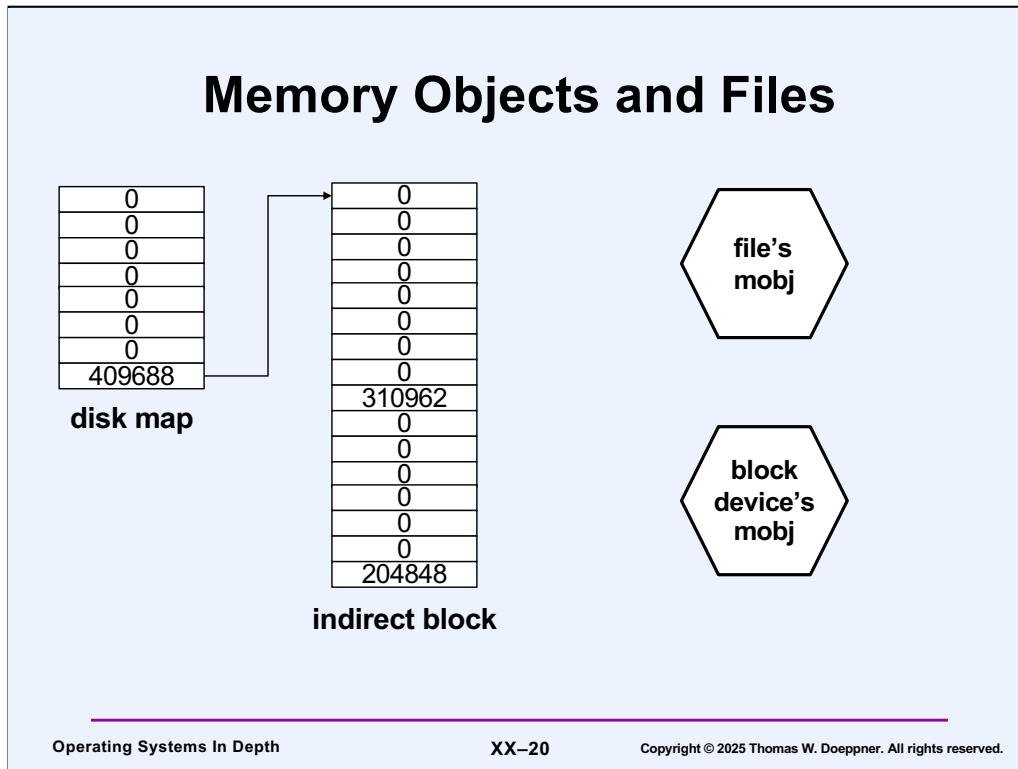 Memory Objects and Files
0
0
0
0
0
0
0
409688
disk map
0
0
0
0
0
0
0
0
310962
0
0
0
0
0
0
204848
indirect block
file's
mobj
block
device's
mobj
Operating Systems In Depth
XX–20
Copyright © 2025 Thomas W. Doeppner. All rights reserved.